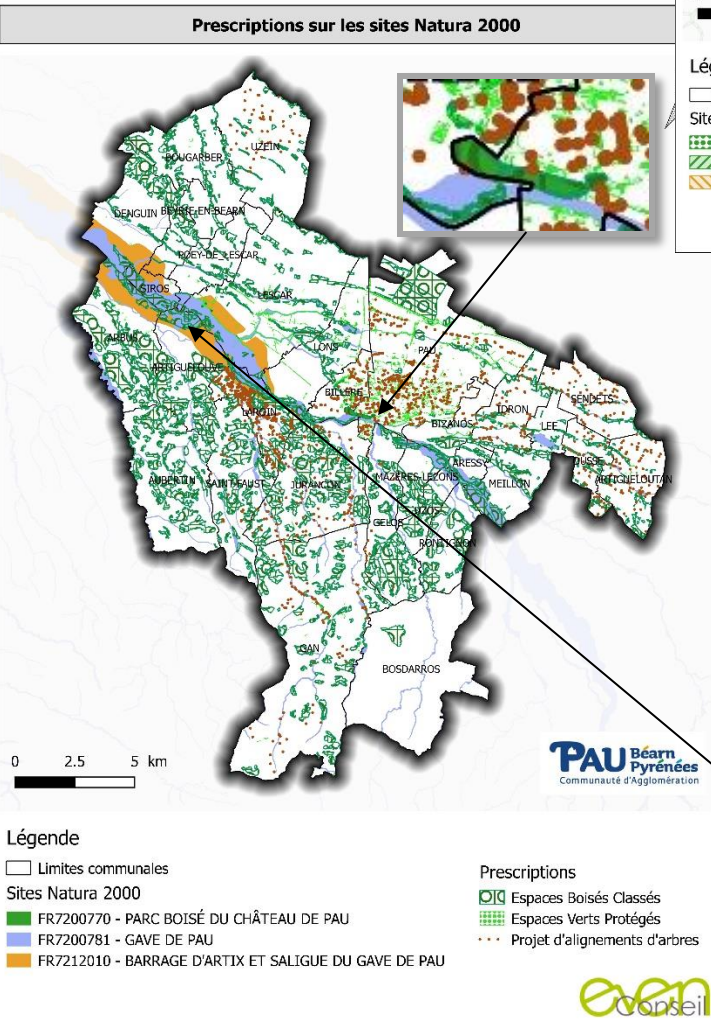 Prescriptions sur les sites Natura 2000
Lég
Site
UZEIN
BOUGARBER
DENGUIN
BEYRIE-EN-BEARN
POEY-DE-LESCAR
SIROS
LESCAR
ARBUS
ARTIGUELOUVE
LONS
PAU
BILLERE
LAROIN
BIZANOS
IDRON
LEE
SENDETS
OUSSE
ARTIGUELOUTAN
ARESSY
MEILLON
AUBERTIN
SAINT-FAUST
JURANCON
MAZERES-LEZONS
UZOS
GELOS
RONTIGNON
GAN
BOSDARROS
0 2.5 5 km
PAU Béarn
Pyrénées
Communauté d'Agglomération
Légende
Limites communales
Sites Natura 2000
FR7200770 - PARC BOISÉ DU CHÂTEAU DE PAU
FR7200781 - GAVE DE PAU
FR7212010 - BARRAGE D'ARTIX ET SALIGUE DU GAVE DE PAU
Prescriptions
Espaces Boisés Classés
Espaces Verts Protégés
Projet d'alignements d'arbres
even
Conseil